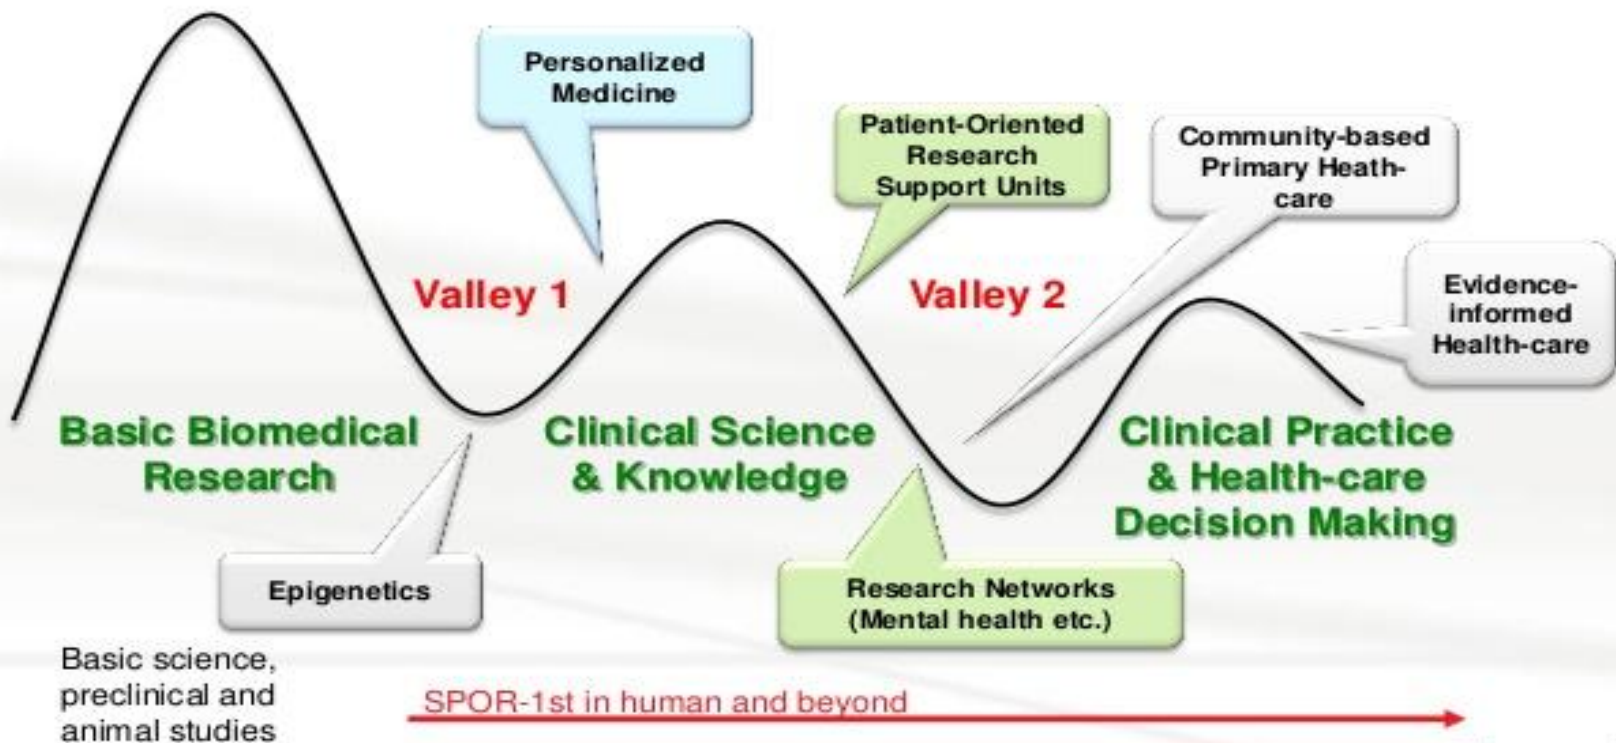 Personalized
Medicine
Patient-Oriented
Research
Support Units
Community-based
Primary Heath-
care
Valley 1
Valley 2
Evidence-
informed
Health-care
Basic Biomedical
Research
Clinical Science
& Knowledge
Clinical Practice
& Health-care
Decision Making
Epigenetics
Research Networks
(Mental health etc.)
Basic science,
preclinical and
animal studies
SPOR-1st in human and beyond